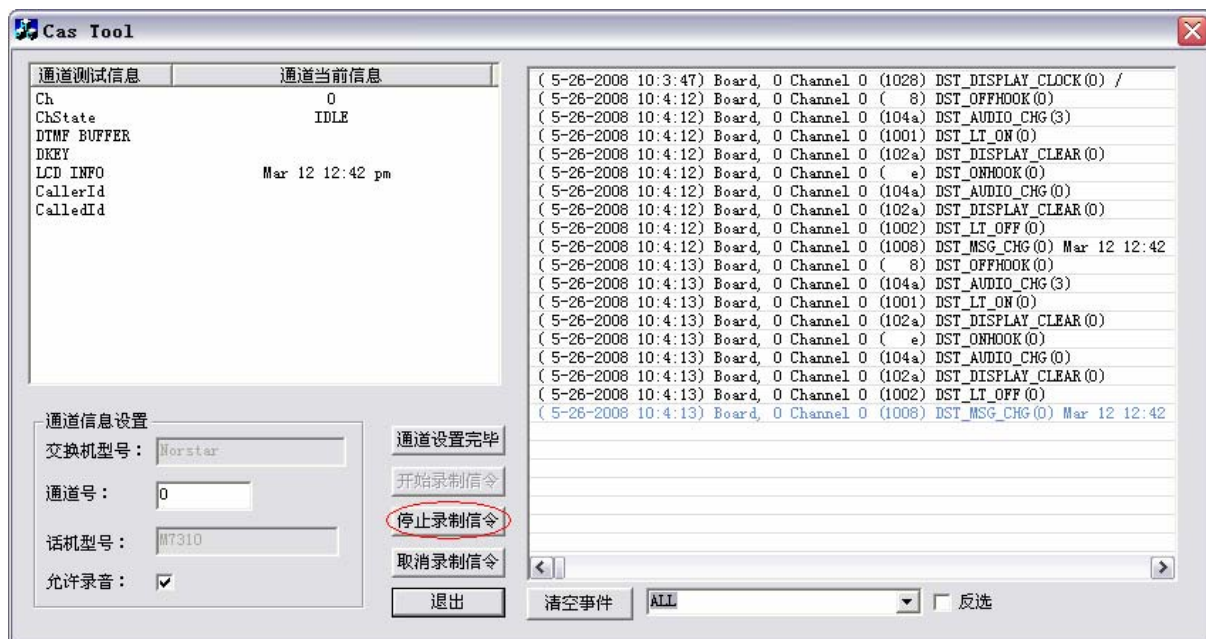 Cas Tool
通道测试信息 通道当前信息
Ch 0
ChState IDLE
DTMF BUFFER
DKEY
LCD INFO Mar 12 12:42 pm
CallerId
CalledId
通道信息设置
交换机型号： Norstar
通道号： 0
话机型号： M7310
允许录音：
通道设置完毕
开始录制信令
停止录制信令
取消录制信令
退出
( 5-26-2008 10:3:47) Board, 0 Channel 0 (1028) DST_DISPLAY_CLOCK(0) /
( 5-26-2008 10:4:12) Board, 0 Channel 0 ( 8) DST_OFFHOOK(0)
( 5-26-2008 10:4:12) Board, 0 Channel 0 (104a) DST_AUDIO_CHG(3)
( 5-26-2008 10:4:12) Board, 0 Channel 0 (1001) DST_LT_ON(0)
( 5-26-2008 10:4:12) Board, 0 Channel 0 (102a) DST_DISPLAY_CLEAR(0)
( 5-26-2008 10:4:12) Board, 0 Channel 0 ( e) DST_ONHOOK(0)
( 5-26-2008 10:4:12) Board, 0 Channel 0 (104a) DST_AUDIO_CHG(0)
( 5-26-2008 10:4:12) Board, 0 Channel 0 (102a) DST_DISPLAY_CLEAR(0)
( 5-26-2008 10:4:12) Board, 0 Channel 0 (1002) DST_LT_OFF(0)
( 5-26-2008 10:4:12) Board, 0 Channel 0 (1008) DST_MSG_CHG(0) Mar 12 12:42
( 5-26-2008 10:4:13) Board, 0 Channel 0 ( 8) DST_OFFHOOK(0)
( 5-26-2008 10:4:13) Board, 0 Channel 0 (104a) DST_AUDIO_CHG(3)
( 5-26-2008 10:4:13) Board, 0 Channel 0 (1001) DST_LT_ON(0)
( 5-26-2008 10:4:13) Board, 0 Channel 0 (102a) DST_DISPLAY_CLEAR(0)
( 5-26-2008 10:4:13) Board, 0 Channel 0 ( e) DST_ONHOOK(0)
( 5-26-2008 10:4:13) Board, 0 Channel 0 (104a) DST_AUDIO_CHG(0)
( 5-26-2008 10:4:13) Board, 0 Channel 0 (102a) DST_DISPLAY_CLEAR(0)
( 5-26-2008 10:4:13) Board, 0 Channel 0 (1002) DST_LT_OFF(0)
( 5-26-2008 10:4:13) Board, 0 Channel 0 (1008) DST_MSG_CHG(0) Mar 12 12:42
清空事件 ALL 反选